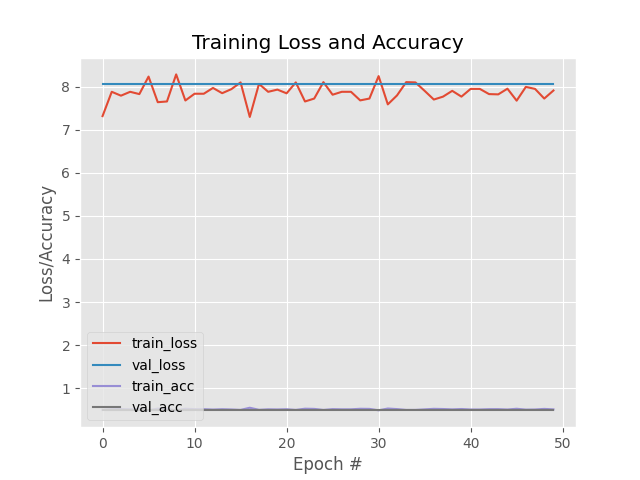 Training Loss and Accuracy
Loss/Accuracy
8
7
6
5
4
3
2
1
train_loss
val_loss
train_acc
val_acc
0 10 20 30 40 50
Epoch #